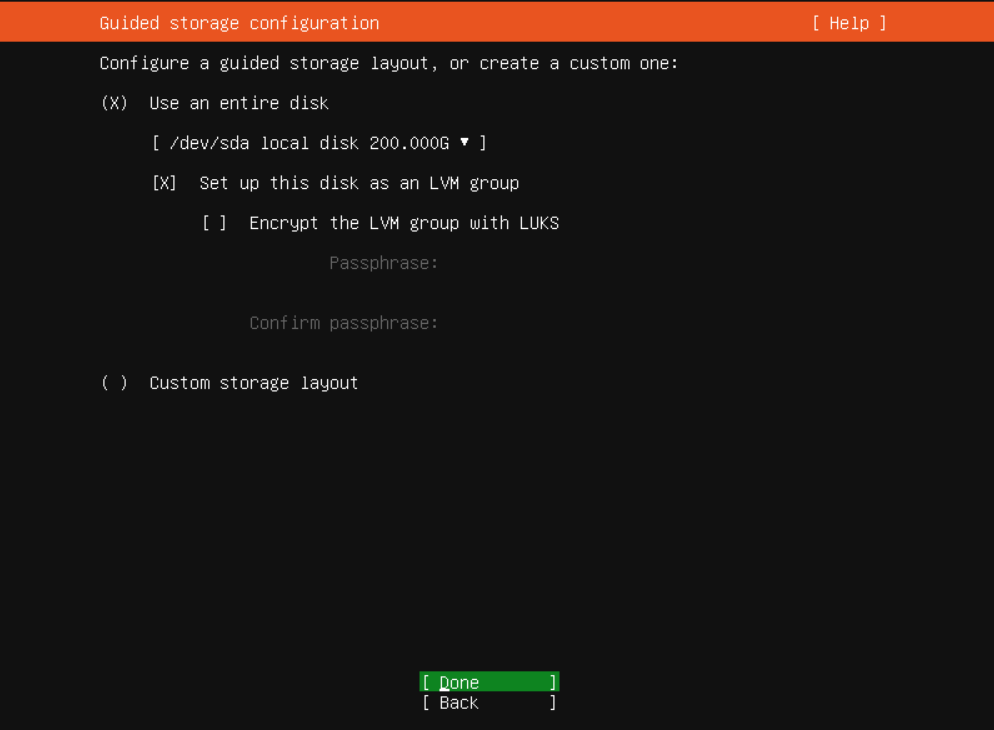 Guided storage configuration [ Help ]
Configure a guided storage layout, or create a custom one:
(X) Use an entire disk
[ /dev/sda local disk 200.000G ▾ ]
[X] Set up this disk as an LVM group
[ ] Encrypt the LVM group with LUKS
Passphrase:
Confirm passphrase:
( ) Custom storage layout
[ Done ]
[ Back ]